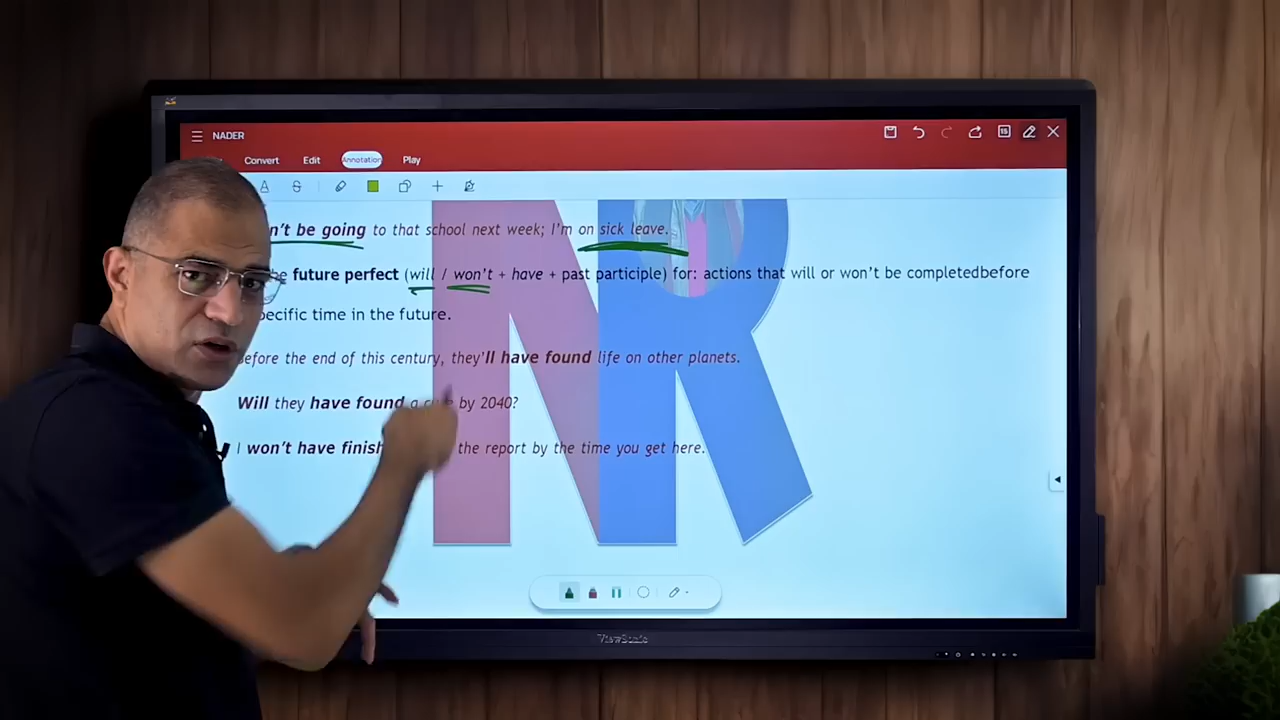 NADER
Convert Edit Annotation Play
n't be going to that school next week; I'm on sick leave.
future perfect (will / won't + have + past participle) for: actions that will or won't be completedbefore
ecific time in the future.
efore the end of this century, they'll have found life on other planets.
Will they have found a by 2040?
I won't have finish the report by the time you get here.
ViewSonic